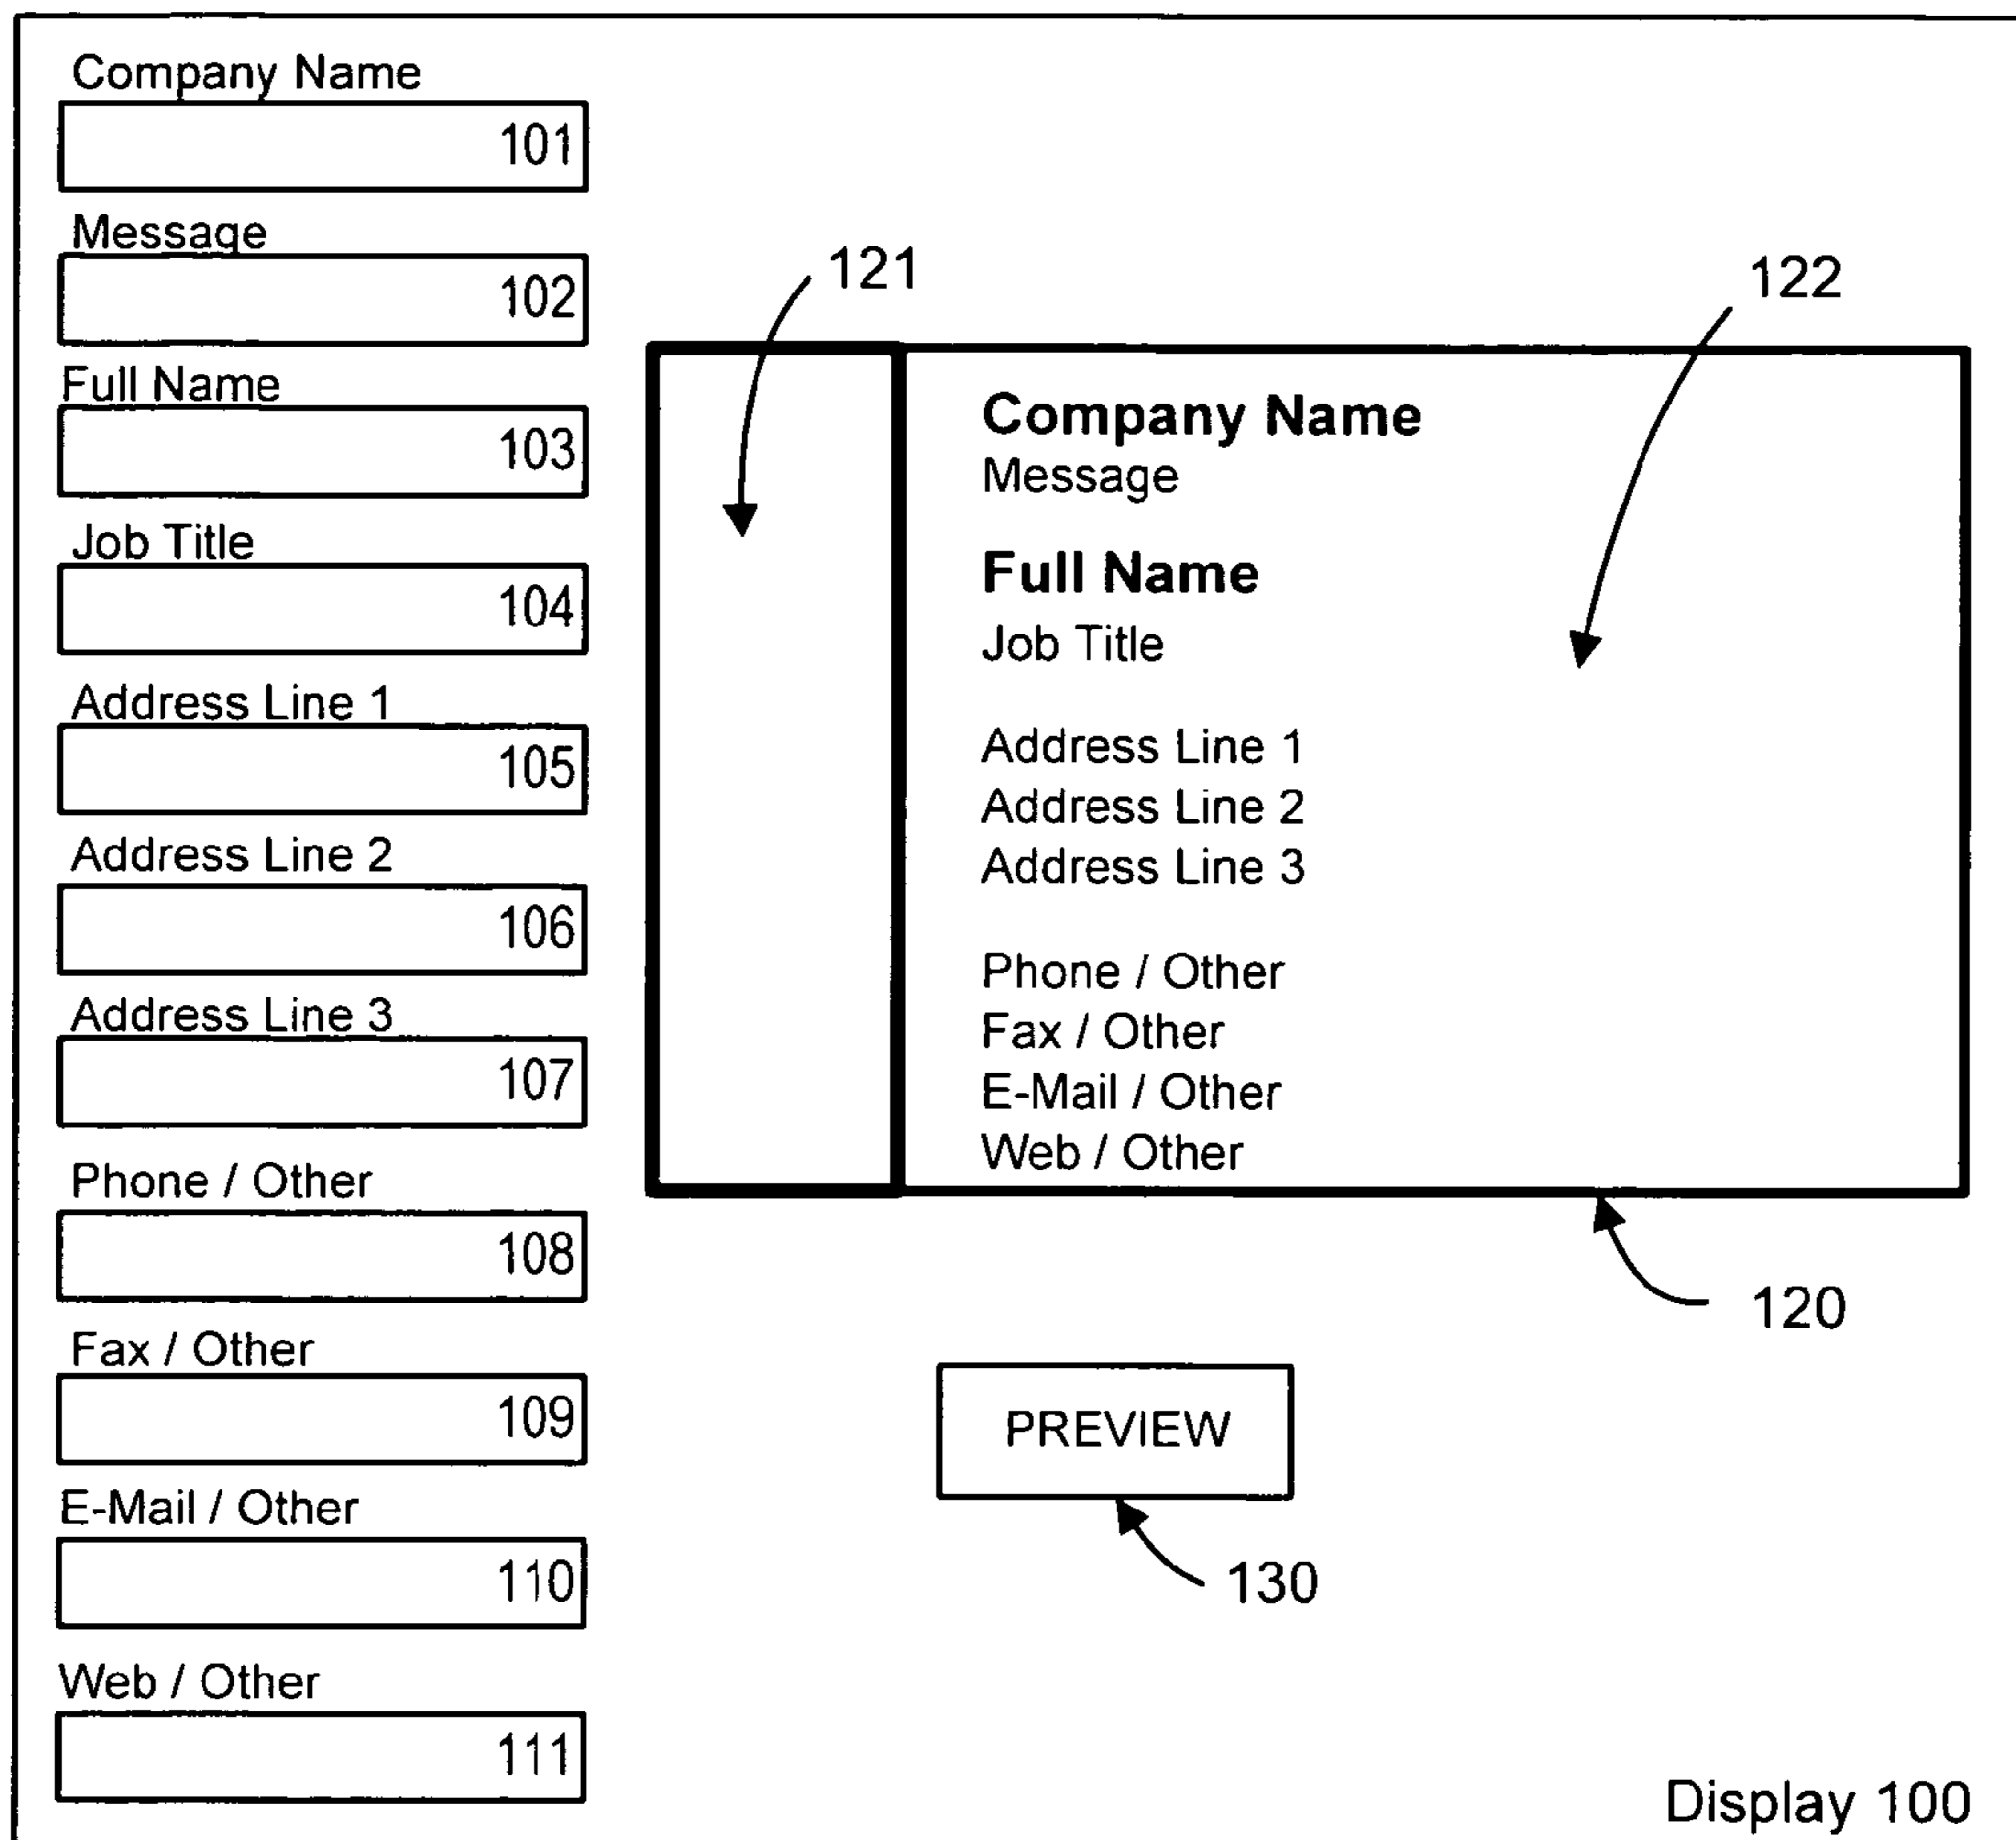 Company Name
101
Message
102
Full Name
103
Job Title
104
Address Line 1
105
Address Line 2
106
Address Line 3
107
Phone / Other
108
Fax / Other
109
E-Mail / Other
110
Web / Other
111
121
122
Company Name
Message
Full Name
Job Title
Address Line 1
Address Line 2
Address Line 3
Phone / Other
Fax / Other
E-Mail / Other
Web / Other
120
PREVIEW
130
Display 100